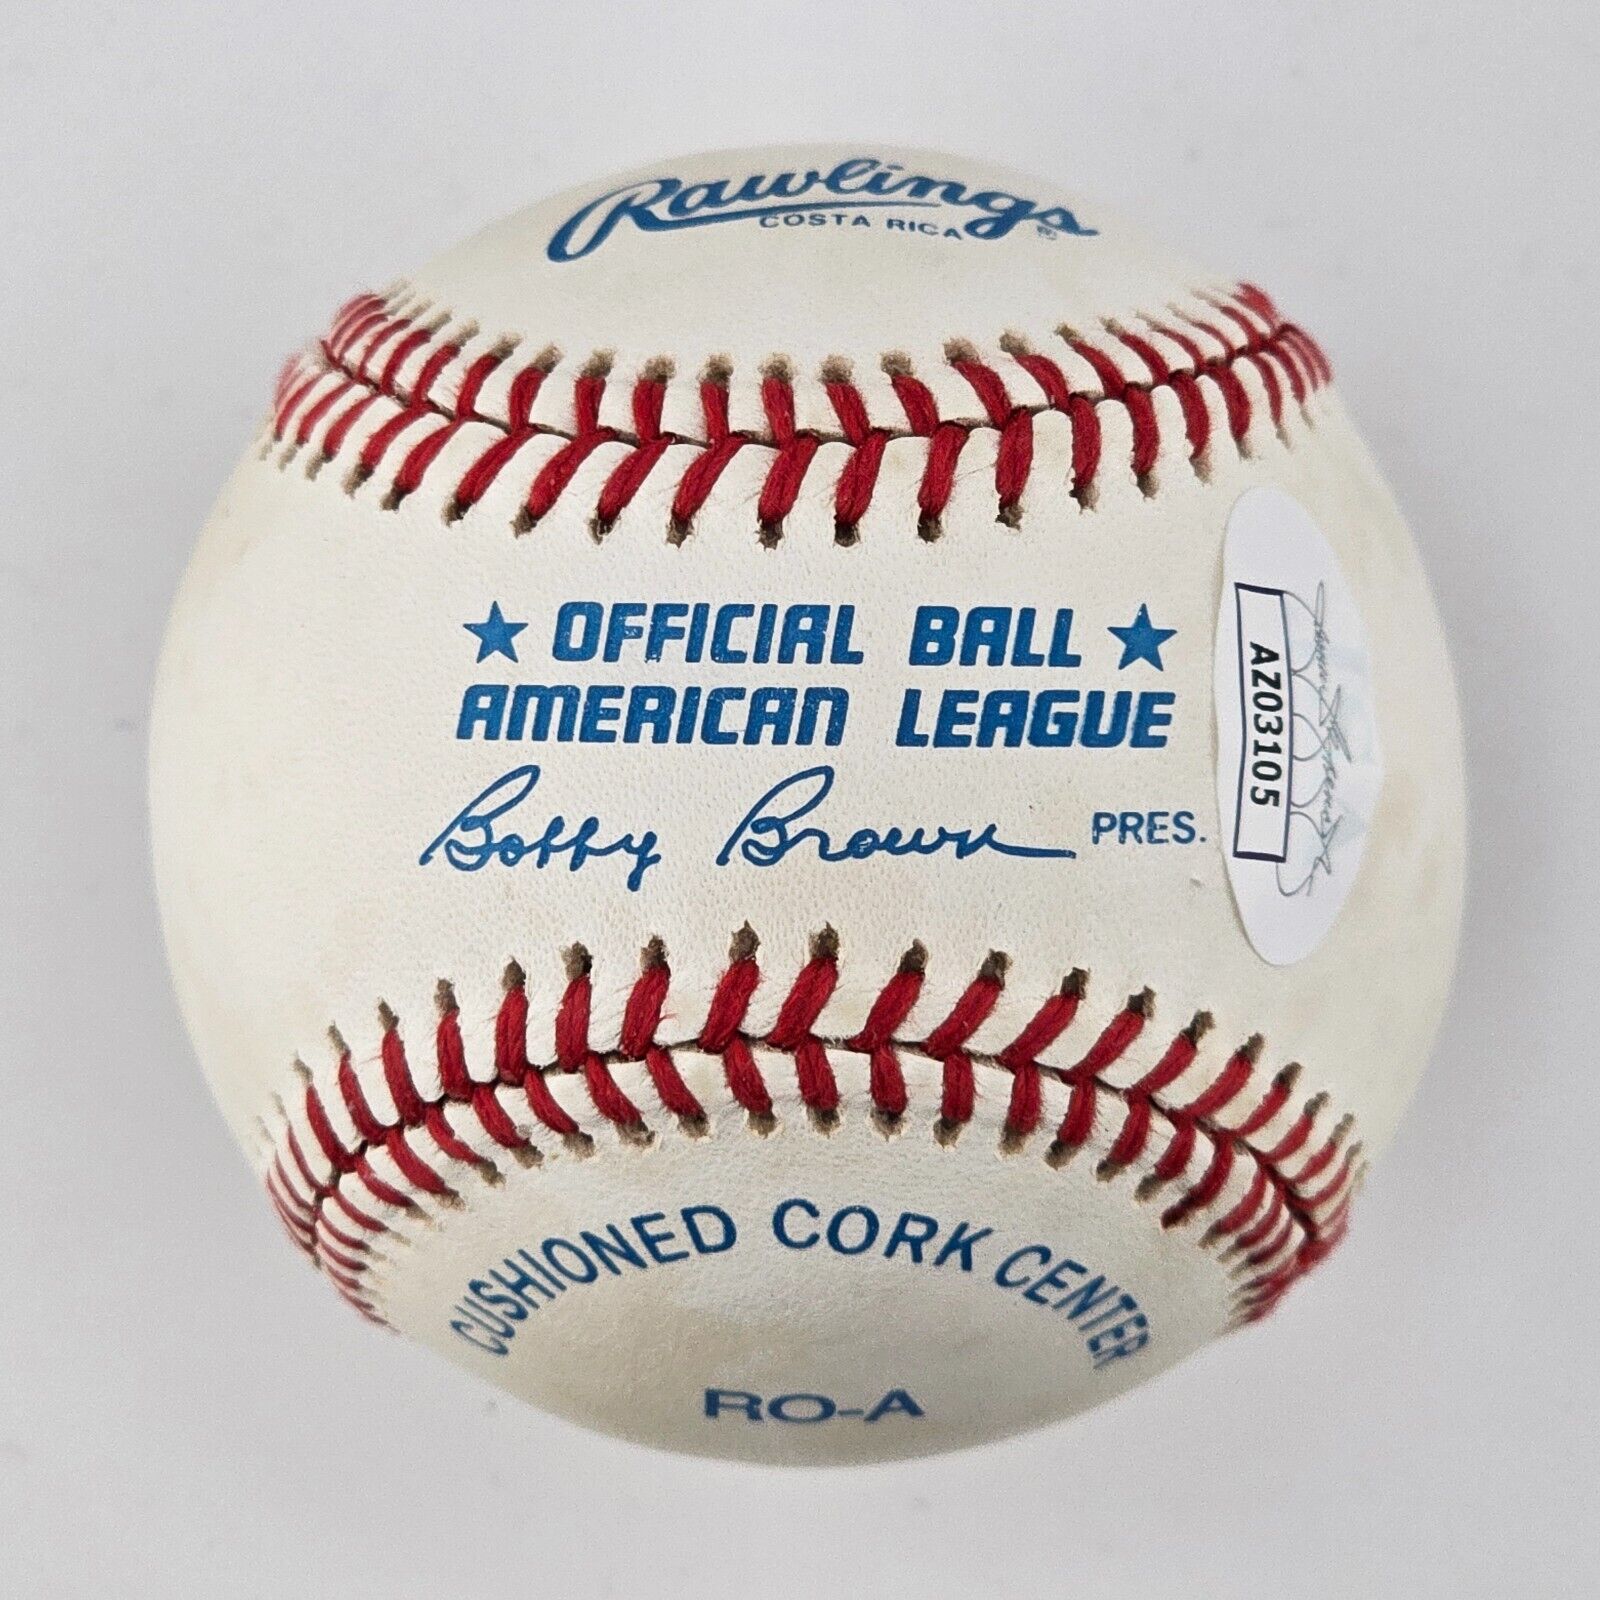 Rawlings®
COSTA RICA
★ OFFICIAL BALL ★
AMERICAN LEAGUE
Bobby Brown PRES.
AZ03105
CUSHIONED CORK CENTER
RO-A